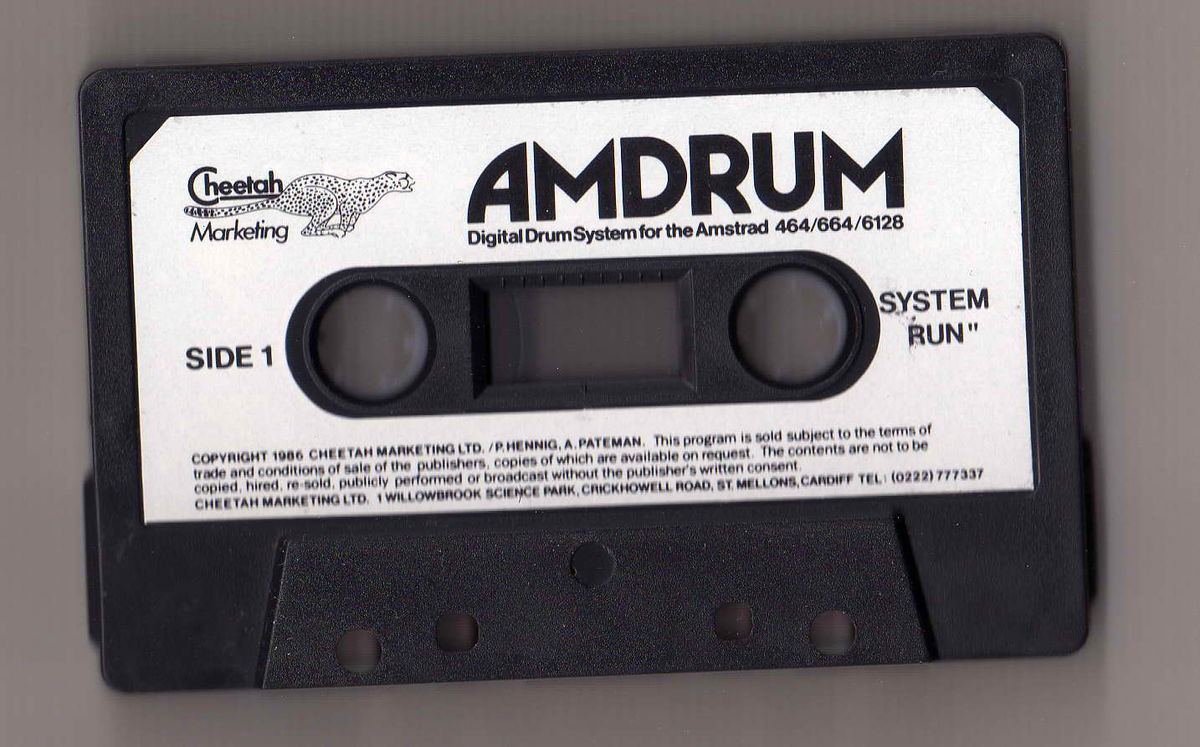 Cheetah
Marketing
AMDRUM
Digital Drum System for the Amstrad 464/664/6128
SIDE 1
SYSTEM
RUN"
COPYRIGHT 1986 CHEETAH MARKETING LTD. /P.HENNIG, A.PATEMAN. This program is sold subject to the terms of
trade and conditions of sale of the publishers, copies of which are available on request. The contents are not to be
copied, hired, re-sold, publicly performed or broadcast without the publisher's written consent.
CHEETAH MARKETING LTD. 1 WILLOWBROOK SCIENCE PARK, CRICKHOWELL ROAD, ST. MELLONS, CARDIFF TEL: (0222) 777337